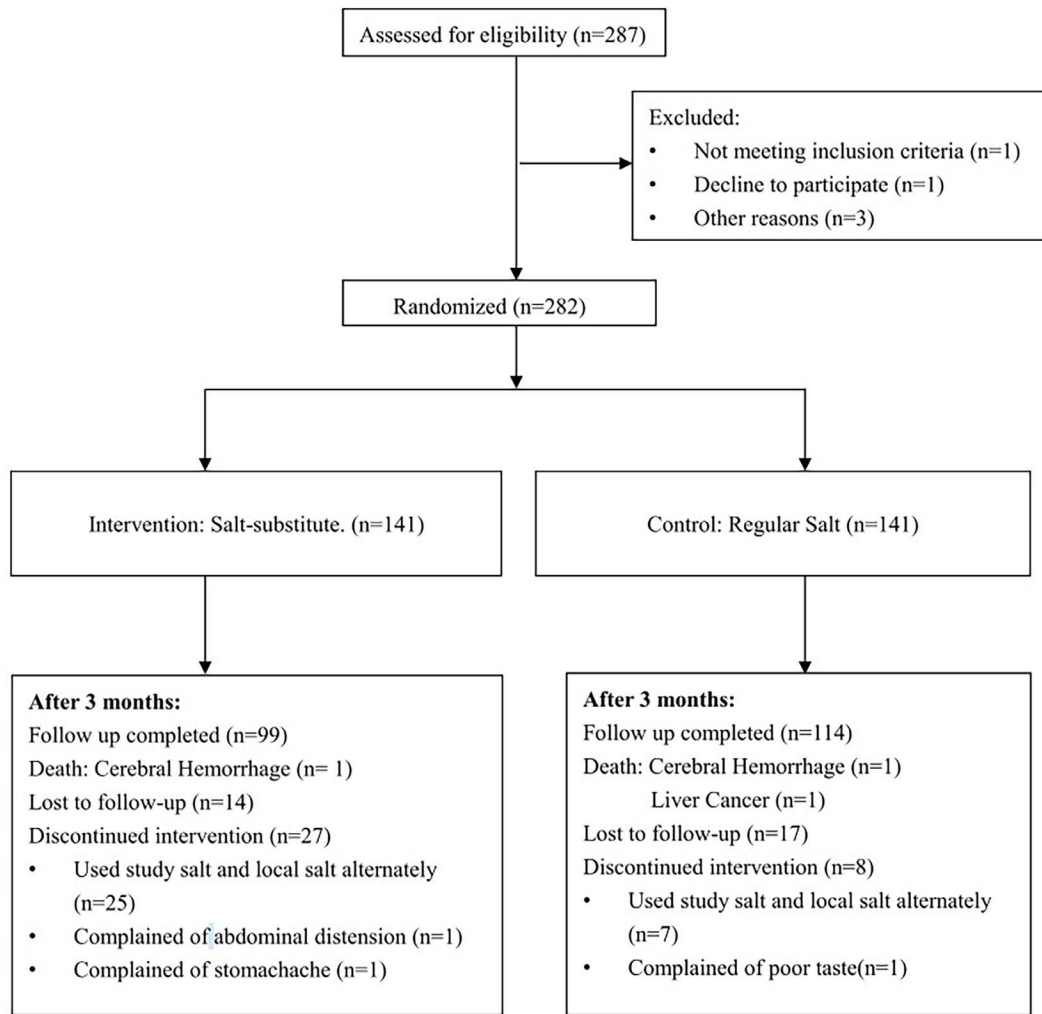 Assessed for eligibility (n=287)
Excluded:
• Not meeting inclusion criteria (n=1)
• Decline to participate (n=1)
• Other reasons (n=3)
Randomized (n=282)
Intervention: Salt-substitute. (n=141)
Control: Regular Salt (n=141)
After 3 months:
Follow up completed (n=99)
Death: Cerebral Hemorrhage (n= 1)
Lost to follow-up (n=14)
Discontinued intervention (n=27)
• Used study salt and local salt alternately
(n=25)
• Complained of abdominal distension (n=1)
• Complained of stomachache (n=1)
After 3 months:
Follow up completed (n=114)
Death: Cerebral Hemorrhage (n=1)
Liver Cancer (n=1)
Lost to follow-up (n=17)
Discontinued intervention (n=8)
• Used study salt and local salt alternately
(n=7)
• Complained of poor taste(n=1)